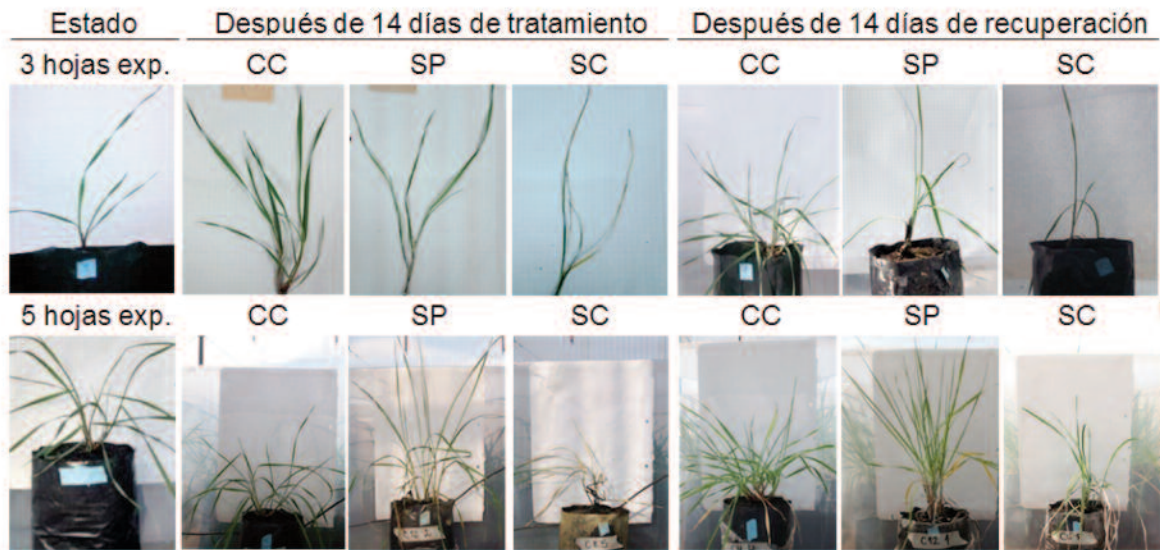 Estado Después de 14 días de tratamiento Después de 14 días de recuperación
3 hojas exp. CC SP SC CC SP SC
5 hojas exp. CC SP SC CC SP SC